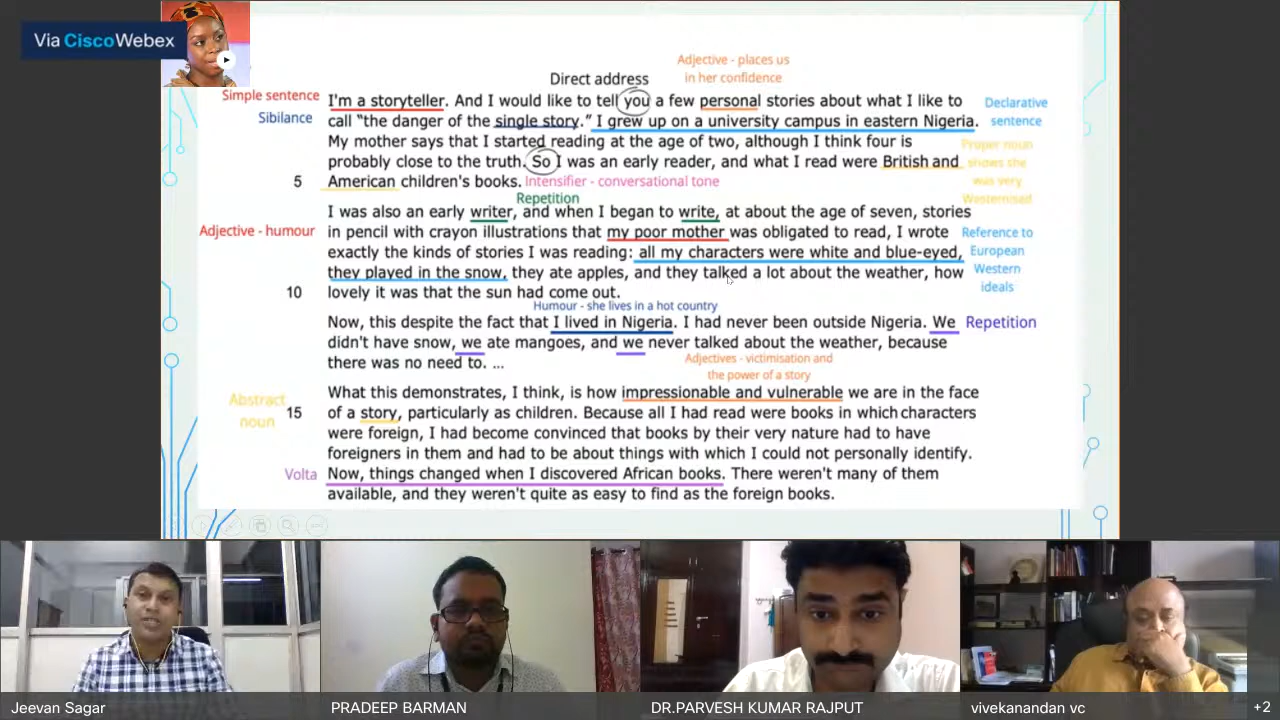 Via CiscoWebex
Adjective - places us
in her confidence
Direct address
Simple sentence
I'm a storyteller. And I would like to tell you a few personal stories about what I like to
Declarative
sentence
Sibilance
call "the danger of the single story." I grew up on a university campus in eastern Nigeria.
My mother says that I started reading at the age of two, although I think four is
Proper noun
shows she
was very
Westernised
probably close to the truth. So I was an early reader, and what I read were British and
5
American children's books.
Intensifier - conversational tone
Repetition
I was also an early writer, and when I began to write, at about the age of seven, stories
Adjective - humour
in pencil with crayon illustrations that my poor mother was obligated to read, I wrote
Reference to
European
Western
ideals
exactly the kinds of stories I was reading: all my characters were white and blue-eyed,
they played in the snow, they ate apples, and they talked a lot about the weather, how
10
lovely it was that the sun had come out.
Humour - she lives in a hot country
Now, this despite the fact that I lived in Nigeria. I had never been outside Nigeria. We
Repetition
didn't have snow, we ate mangoes, and we never talked about the weather, because
there was no need to. ...
Adjectives - victimisation and
the power of a story
What this demonstrates, I think, is how impressionable and vulnerable we are in the face
Abstract
noun
15
of a story, particularly as children. Because all I had read were books in which characters
were foreign, I had become convinced that books by their very nature had to have
foreigners in them and had to be about things with which I could not personally identify.
Volta
Now, things changed when I discovered African books. There weren't many of them
available, and they weren't quite as easy to find as the foreign books.
Jeevan Sagar
PRADEEP BARMAN
DR.PARVESH KUMAR RAJPUT
vivekanandan vc
+2